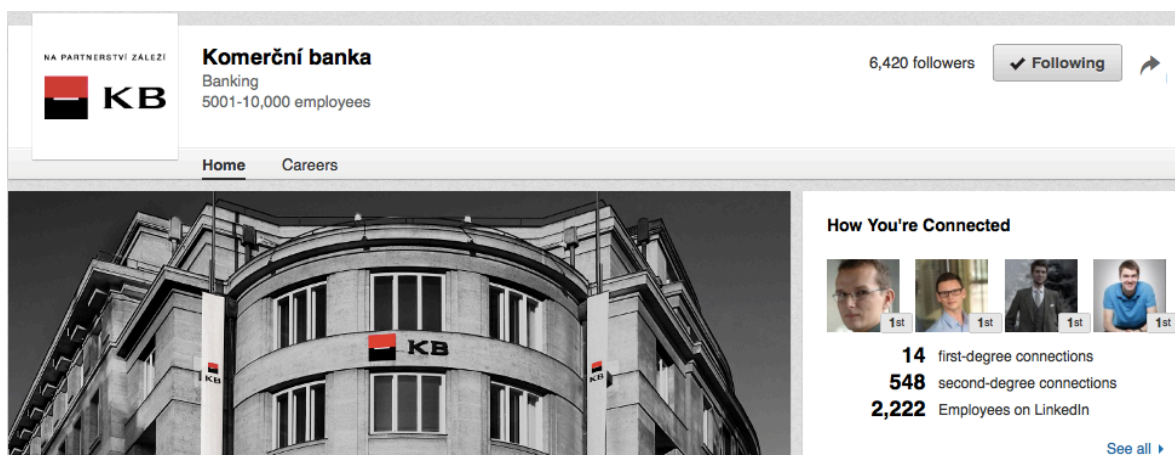 NA PARTNERSTVÍ ZÁLEŽÍ
KB
Komerční banka
Banking
5001-10,000 employees
6,420 followers
Following
Home
Careers
KB
KB
KB
How You're Connected
1st
1st
1st
1st
14 first-degree connections
548 second-degree connections
2,222 Employees on LinkedIn
See all